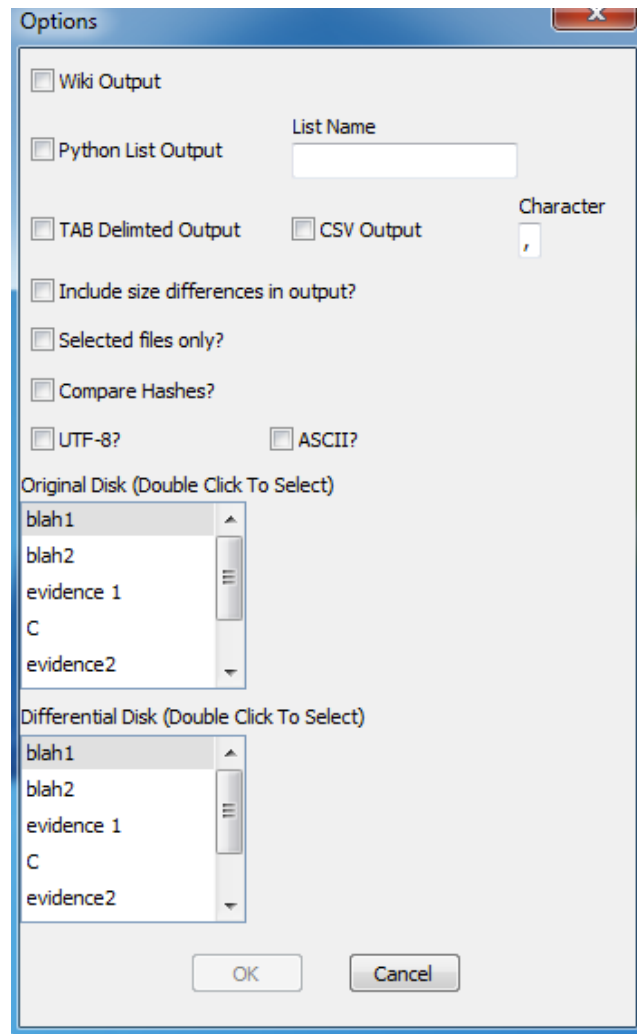 Options
Wiki Output
List Name
Python List Output
Character
TAB Delimted Output CSV Output ,
Include size differences in output?
Selected files only?
Compare Hashes?
UTF-8? ASCII?
Original Disk (Double Click To Select)
blah1
blah2
evidence 1
C
evidence2
Differential Disk (Double Click To Select)
blah1
blah2
evidence 1
C
evidence2
OK Cancel